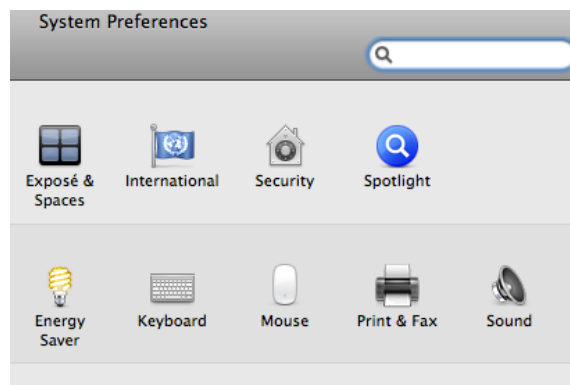 System Preferences
Exposé & Spaces
International
Security
Spotlight
Energy Saver
Keyboard
Mouse
Print & Fax
Sound